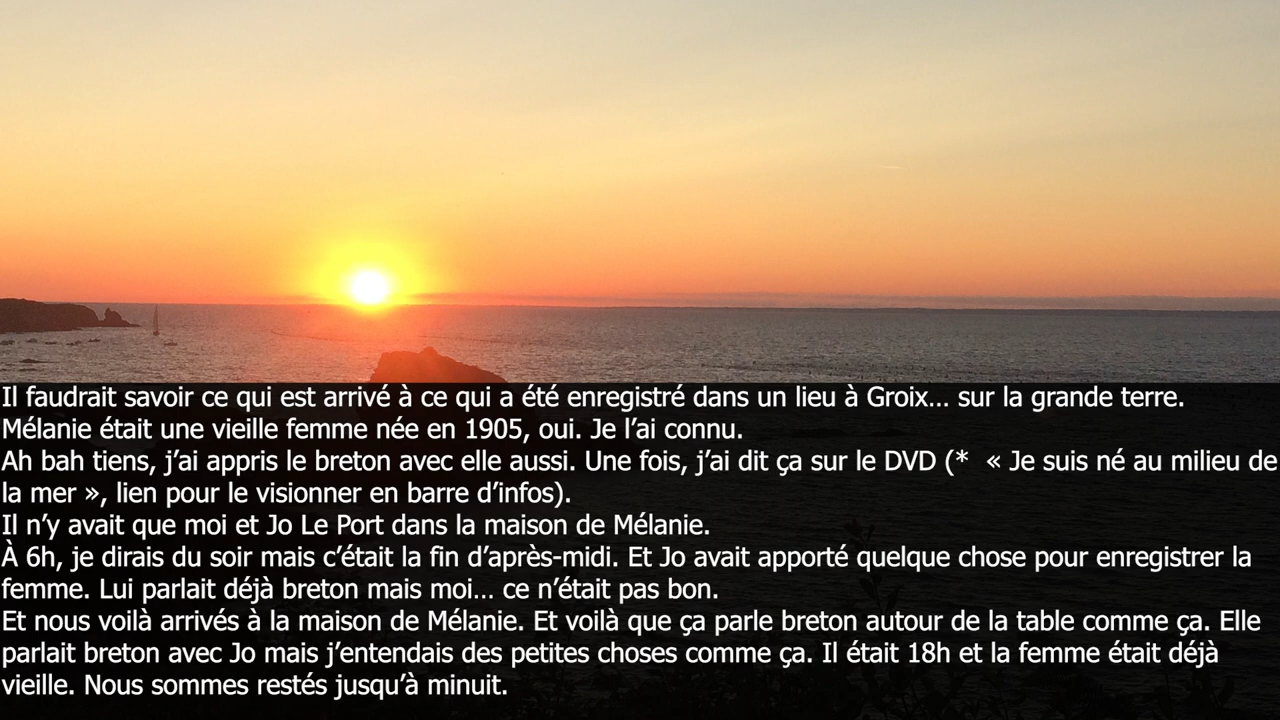 Il faudrait savoir ce qui est arrivé à ce qui a été enregistré dans un lieu à Groix… sur la grande terre.
Mélanie était une vieille femme née en 1905, oui. Je l’ai connu.
Ah bah tiens, j’ai appris le breton avec elle aussi. Une fois, j’ai dit ça sur le DVD (*  « Je suis né au milieu de
la mer », lien pour le visionner en barre d’infos).
Il n’y avait que moi et Jo Le Port dans la maison de Mélanie.
À 6h, je dirais du soir mais c’était la fin d’après-midi. Et Jo avait apporté quelque chose pour enregistrer la
femme. Lui parlait déjà breton mais moi… ce n’était pas bon.
Et nous voilà arrivés à la maison de Mélanie. Et voilà que ça parle breton autour de la table comme ça. Elle
parlait breton avec Jo mais j’entendais des petites choses comme ça. Il était 18h et la femme était déjà
vieille. Nous sommes restés jusqu’à minuit.